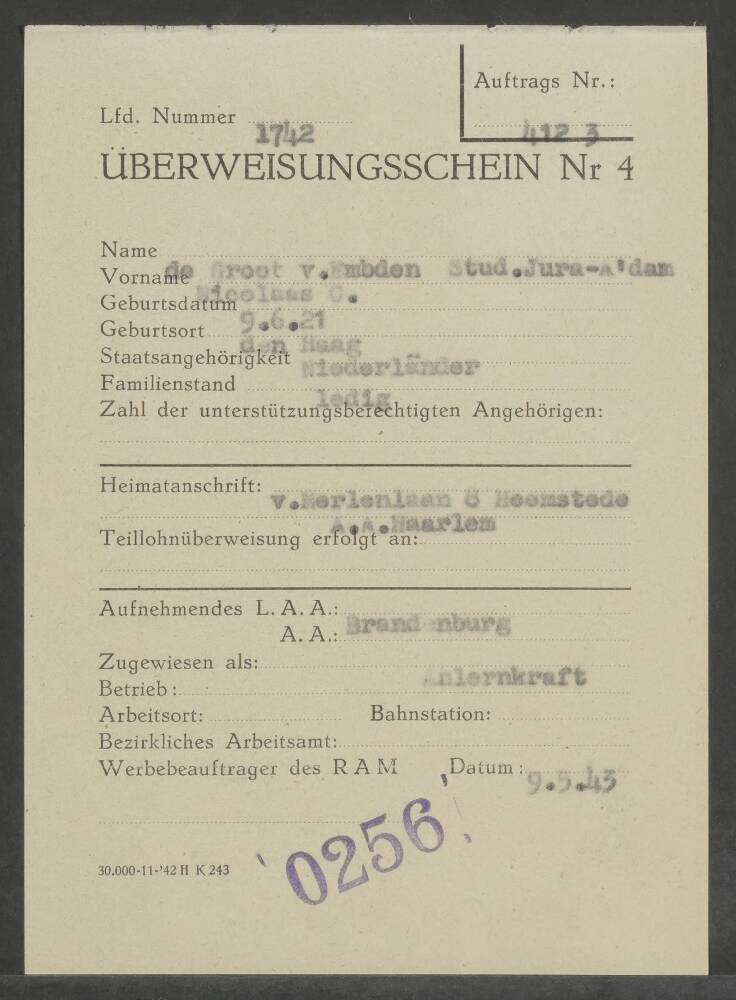 Auftrags Nr.:
Lfd. Nummer 1742
412 3
ÜBERWEISUNGSSCHEIN Nr 4
Name
de Groot v.Embden Stud.Jura-A'dam
Vorname
Nicolaas C.
Geburtsdatum
9.6.21
Geburtsort
den Haag
Staatsangehörigkeit
Niederländer
Familienstand
ledig
Zahl der unterstützungsberechtigten Angehörigen:
Heimatanschrift:
v.Merlenlaan 8 Heemstede
A.A.Haarlem
Teillohnüberweisung erfolgt an:
Aufnehmendes L. A. A.:
Brandenburg
A. A.:
Zugewiesen als:
Anlernkraft
Betrieb:
Arbeitsort: Bahnstation:
Bezirkliches Arbeitsamt:
Werbebeauftrager des R A M Datum:
9.5.43
0256
30.000-11-'42 H K 243